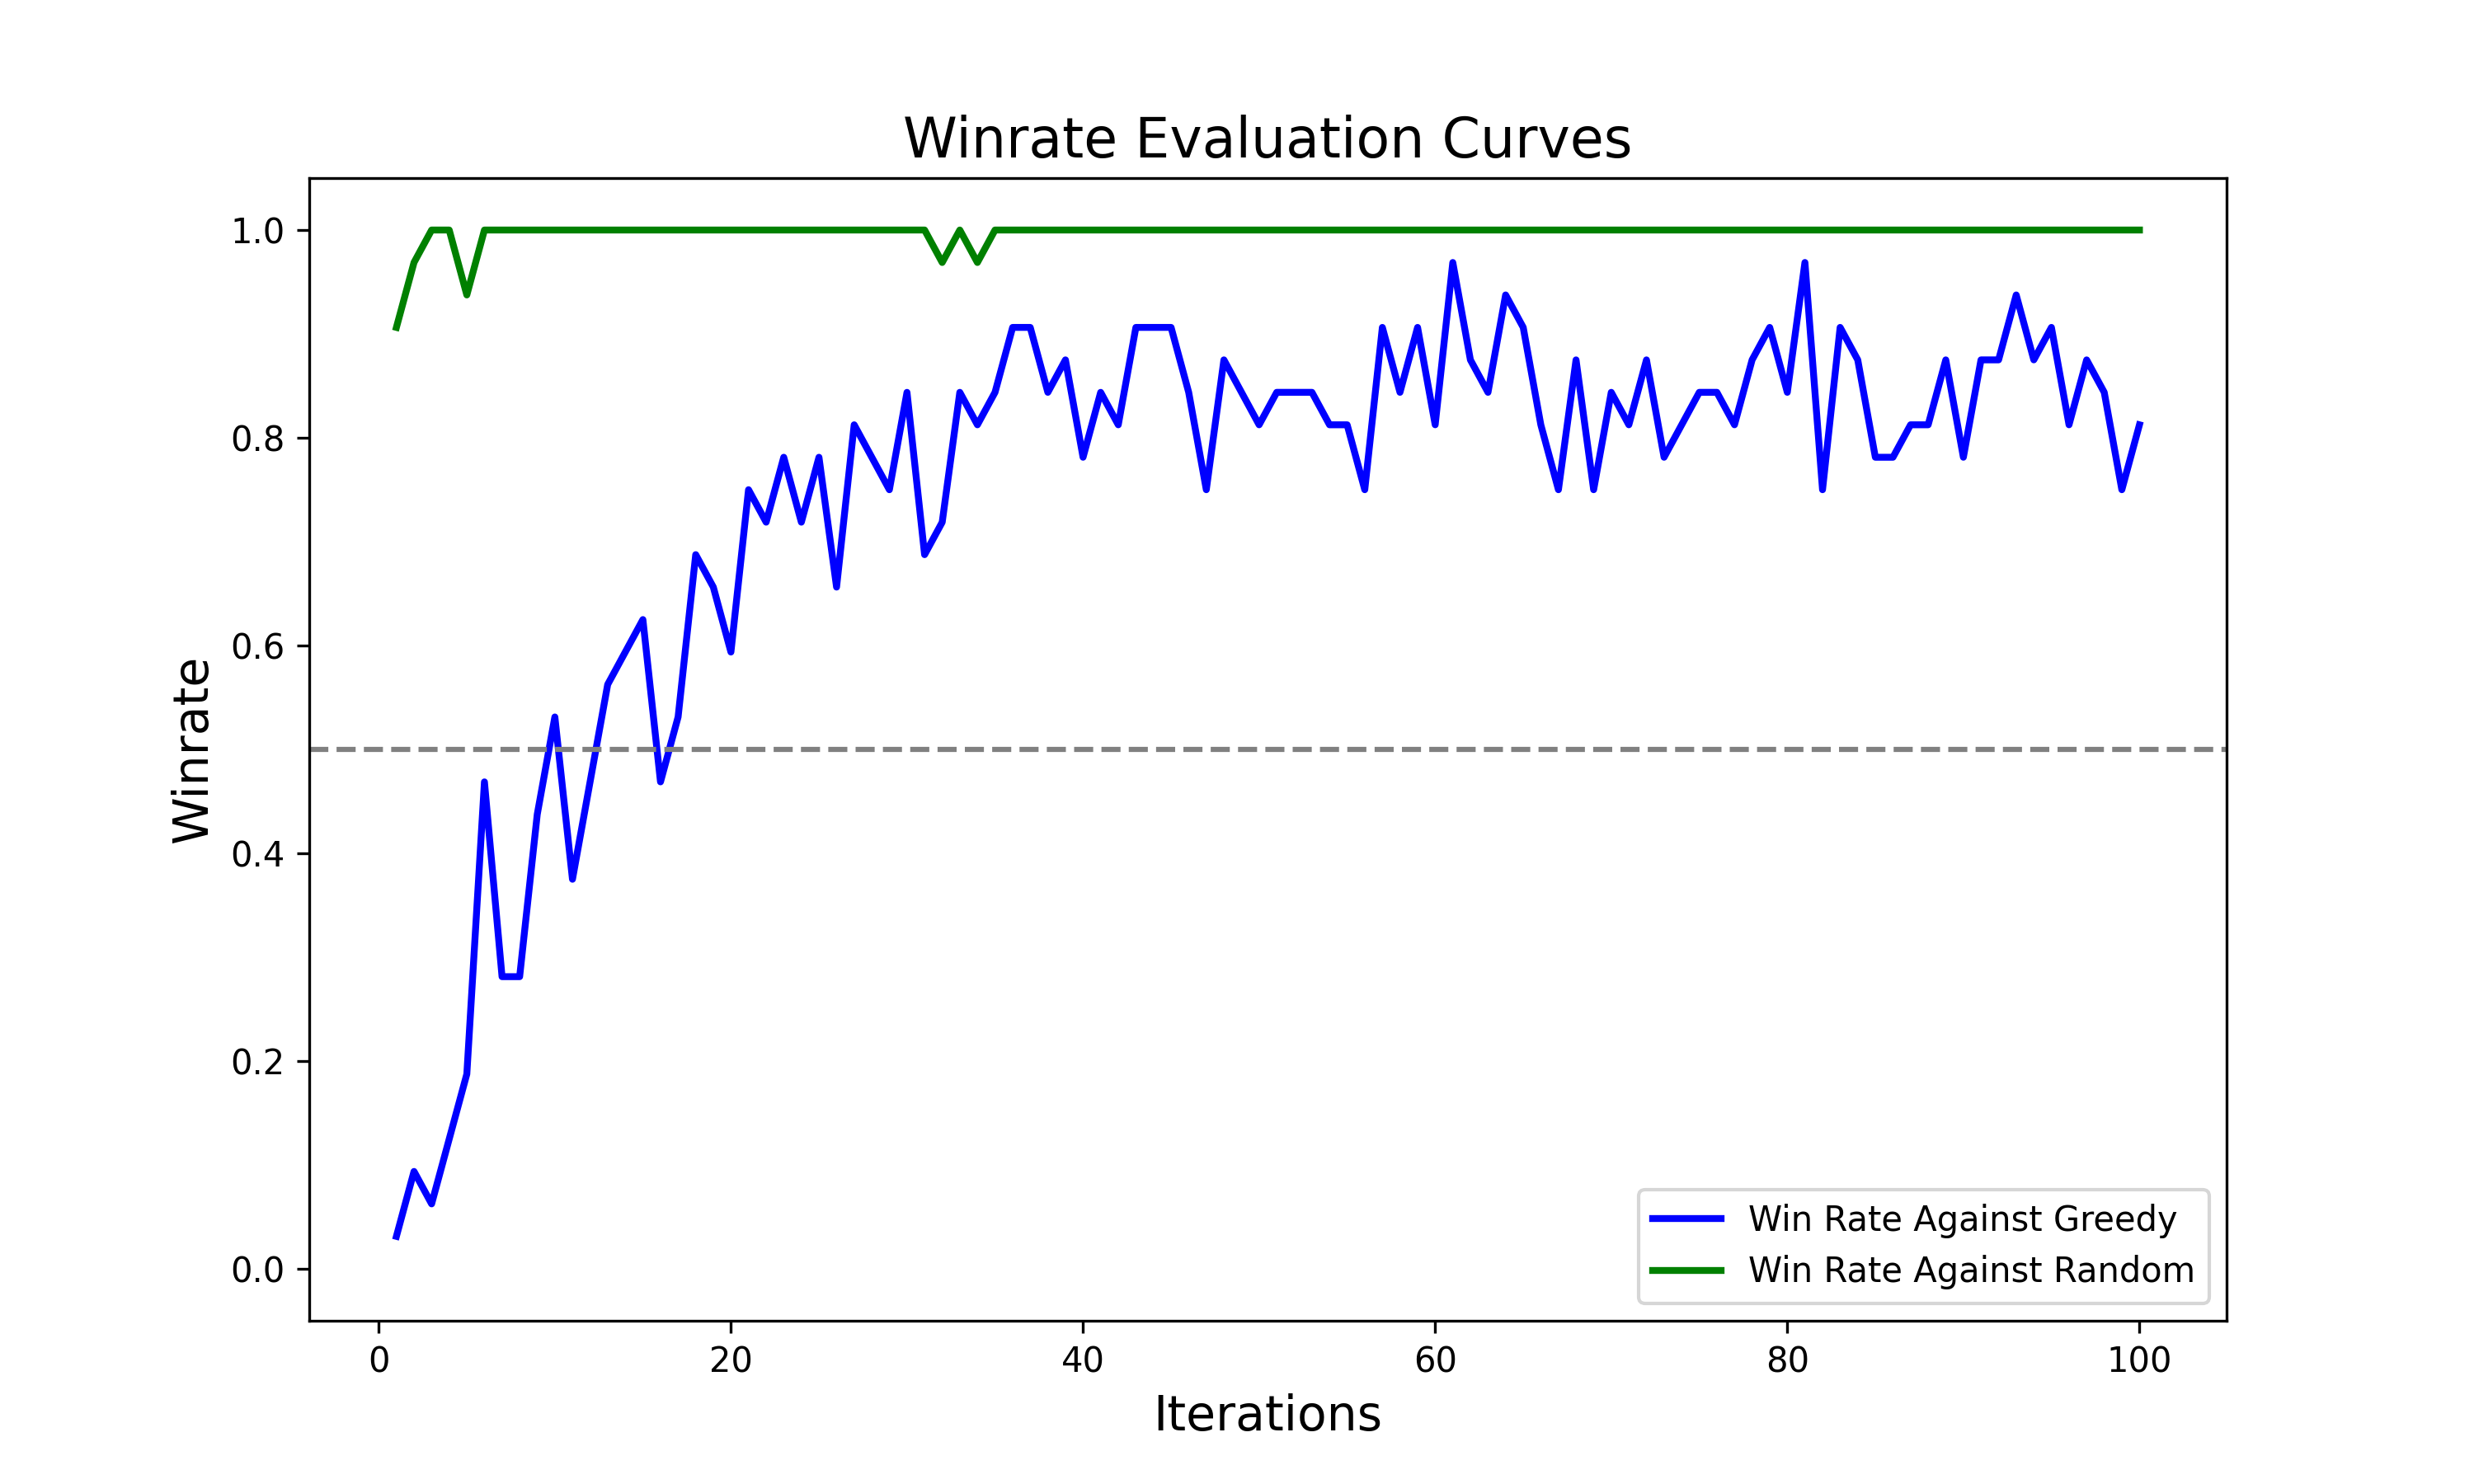 Winrate Evaluation Curves
1.0
0.8
0.6
0.4
0.2
0.0
Winrate
0 20 40 60 80 100
Iterations
Win Rate Against Greedy
Win Rate Against Random